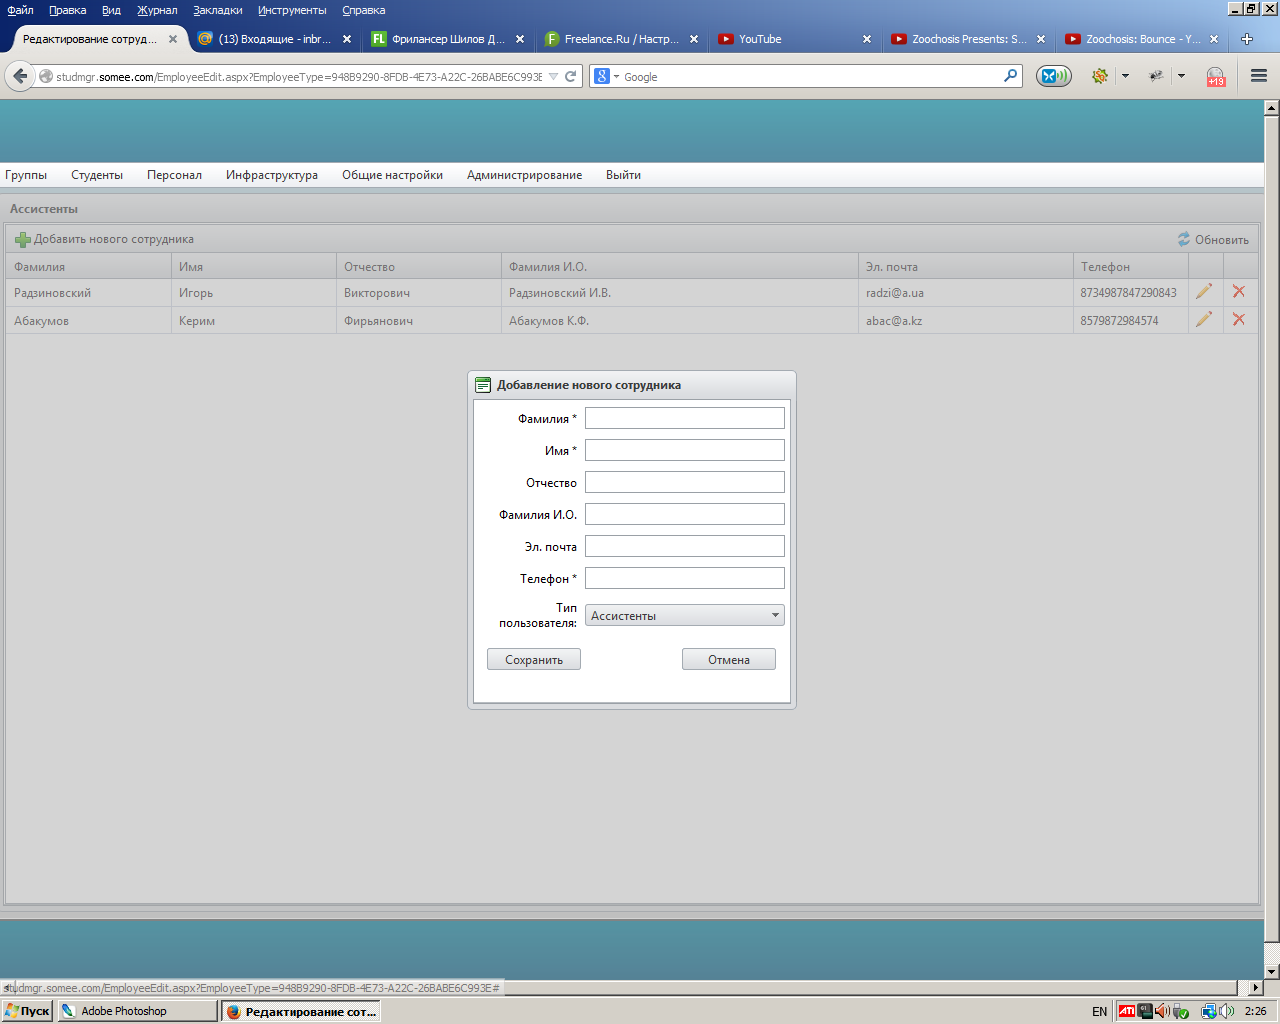 Файл Правка Вид Журнал Закладки Инструменты Справка
Редактирование сотруд... (13) Входящие - inbr... FL Фрилансер Шилов Д... F Freelance.Ru / Настр... YouTube Zoochosis Presents: S... Zoochosis: Bounce - Y...
studmgr.somee.com/EmployeeEdit.aspx?EmployeeType=948B9290-8FDB-4E73-A22C-26BABE6C993E 8 Google +19
Группы Студенты Персонал Инфраструктура Общие настройки Администрирование Выйти
Ассистенты
Добавить нового сотрудника Обновить
Фамилия Имя Отчество Фамилия И.О. Эл. почта Телефон
Радзиновский Игорь Викторович Радзиновский И.В. radzi@a.ua 8734987847290843
Абакумов Керим Фирьянович Абакумов К.Ф. abac@a.kz 8579872984574
Добавление нового сотрудника
Фамилия *
Имя *
Отчество
Фамилия И.О.
Эл. почта
Телефон *
Тип
пользователя: Ассистенты
Сохранить Отмена
studmgr.somee.com/EmployeeEdit.aspx?EmployeeType=948B9290-8FDB-4E73-A22C-26BABE6C993E#
Пуск Adobe Photoshop Редактирование сот... EN ATI 2:26